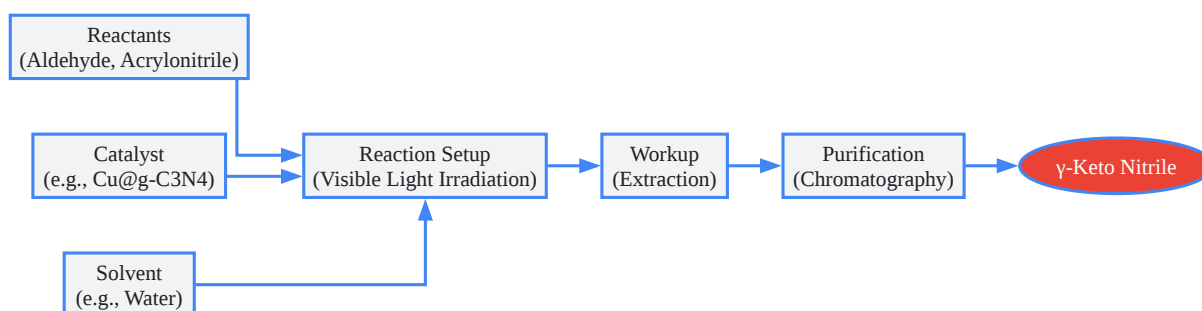 Reactants
(Aldehyde, Acrylonitrile)
Catalyst
(e.g., Cu@g-C3N4)
Solvent
(e.g., Water)
Reaction Setup
(Visible Light Irradiation)
Workup
(Extraction)
Purification
(Chromatography)
γ-Keto Nitrile